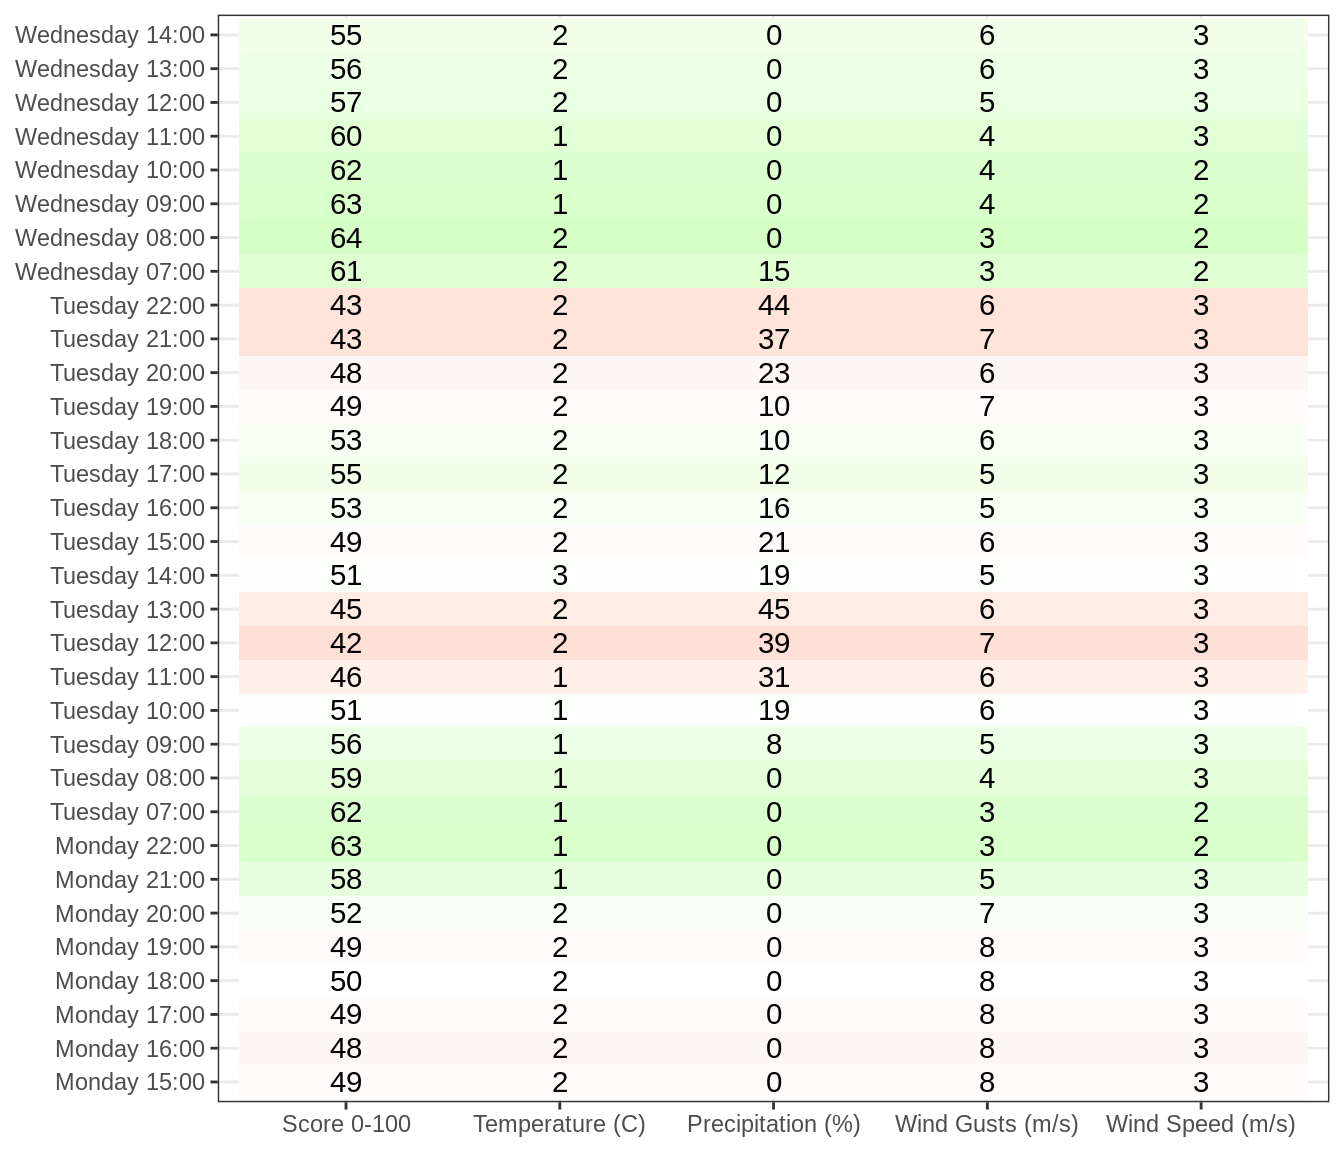 Wednesday 14:00 55 2 0 6 3
Wednesday 13:00 56 2 0 6 3
Wednesday 12:00 57 2 0 5 3
Wednesday 11:00 60 1 0 4 3
Wednesday 10:00 62 1 0 4 2
Wednesday 09:00 63 1 0 4 2
Wednesday 08:00 64 2 0 3 2
Wednesday 07:00 61 2 15 3 2
Tuesday 22:00 43 2 44 6 3
Tuesday 21:00 43 2 37 7 3
Tuesday 20:00 48 2 23 6 3
Tuesday 19:00 49 2 10 7 3
Tuesday 18:00 53 2 10 6 3
Tuesday 17:00 55 2 12 5 3
Tuesday 16:00 53 2 16 5 3
Tuesday 15:00 49 2 21 6 3
Tuesday 14:00 51 3 19 5 3
Tuesday 13:00 45 2 45 6 3
Tuesday 12:00 42 2 39 7 3
Tuesday 11:00 46 1 31 6 3
Tuesday 10:00 51 1 19 6 3
Tuesday 09:00 56 1 8 5 3
Tuesday 08:00 59 1 0 4 3
Tuesday 07:00 62 1 0 3 2
Monday 22:00 63 1 0 3 2
Monday 21:00 58 1 0 5 3
Monday 20:00 52 2 0 7 3
Monday 19:00 49 2 0 8 3
Monday 18:00 50 2 0 8 3
Monday 17:00 49 2 0 8 3
Monday 16:00 48 2 0 8 3
Monday 15:00 49 2 0 8 3
Score 0-100 Temperature (C) Precipitation (%) Wind Gusts (m/s) Wind Speed (m/s)